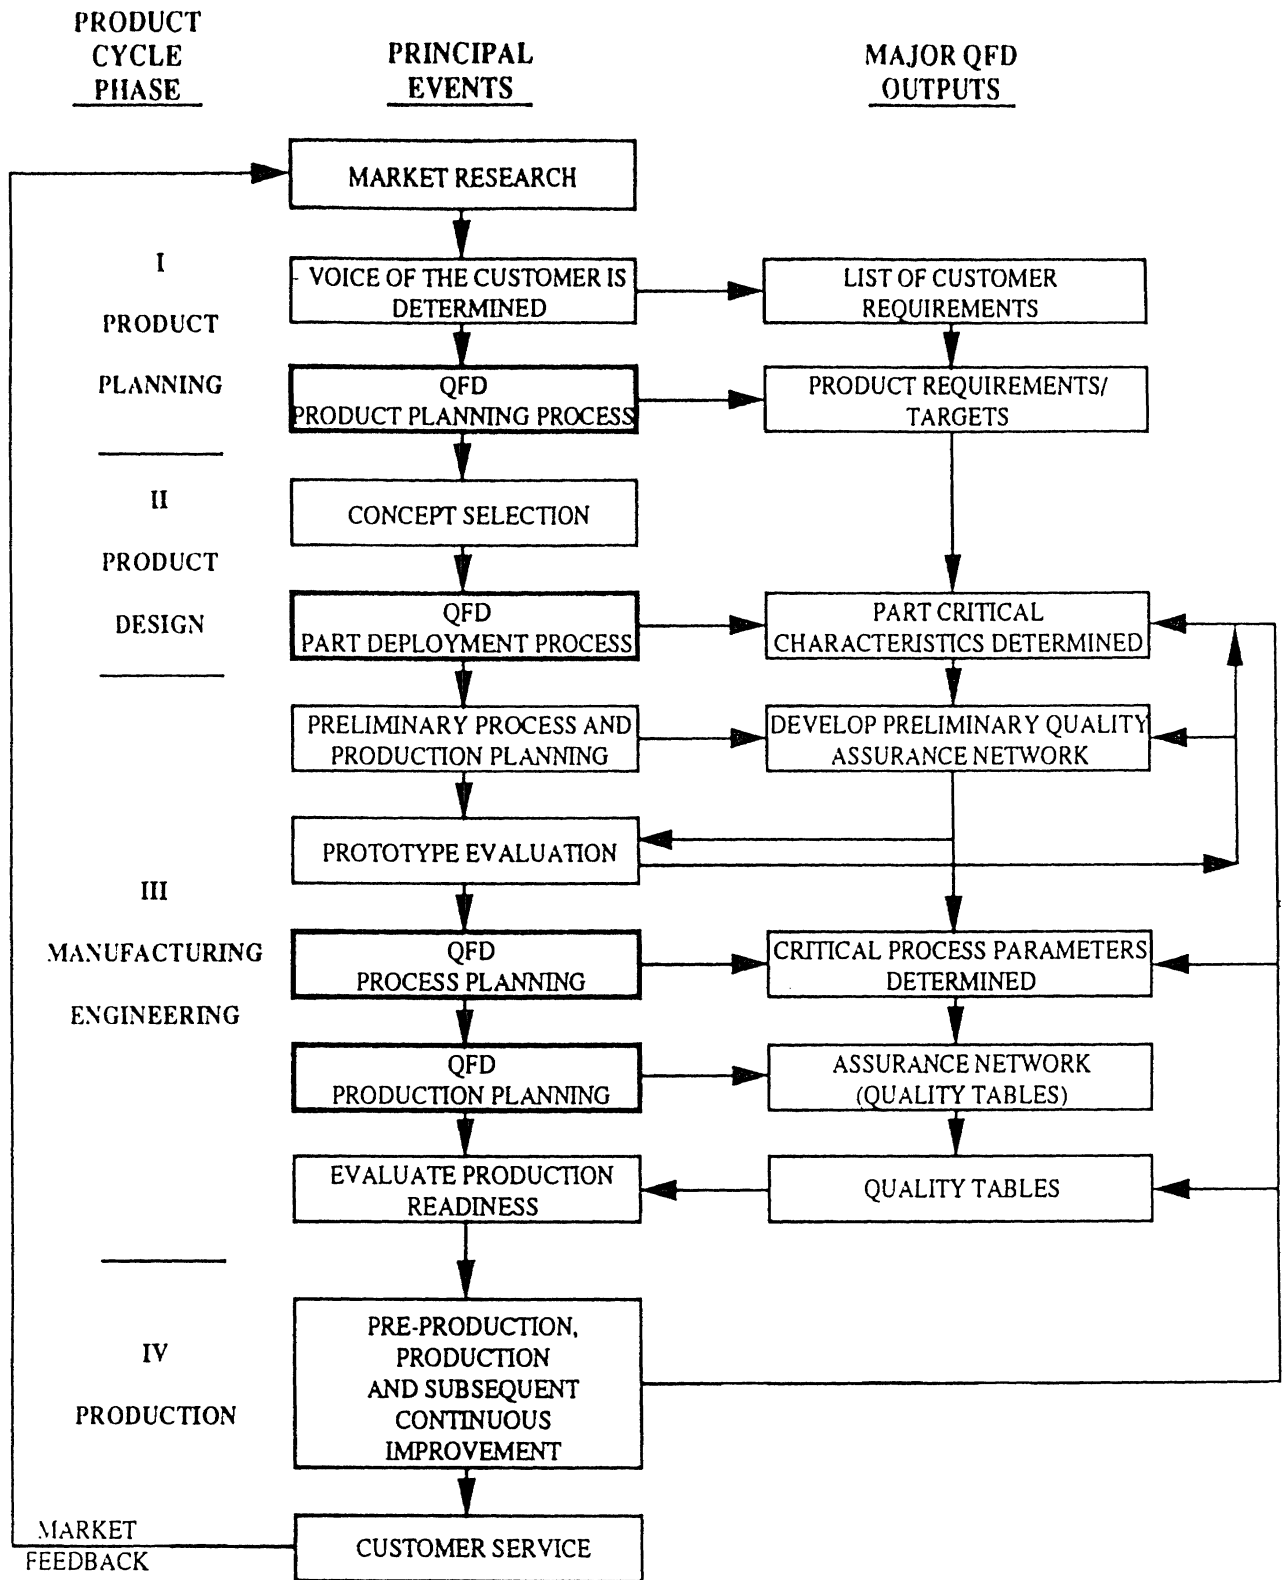 PRODUCT
CYCLE
PHASE
PRINCIPAL
EVENTS
MAJOR QFD
OUTPUTS
MARKET RESEARCH
I
PRODUCT
PLANNING
VOICE OF THE CUSTOMER IS
DETERMINED
LIST OF CUSTOMER
REQUIREMENTS
QFD
PRODUCT PLANNING PROCESS
PRODUCT REQUIREMENTS/
TARGETS
II
PRODUCT
DESIGN
CONCEPT SELECTION
QFD
PART DEPLOYMENT PROCESS
PART CRITICAL
CHARACTERISTICS DETERMINED
III
MANUFACTURING
ENGINEERING
PRELIMINARY PROCESS AND
PRODUCTION PLANNING
DEVELOP PRELIMINARY QUALITY
ASSURANCE NETWORK
PROTOTYPE EVALUATION
QFD
PROCESS PLANNING
CRITICAL PROCESS PARAMETERS
DETERMINED
QFD
PRODUCTION PLANNING
ASSURANCE NETWORK
(QUALITY TABLES)
EVALUATE PRODUCTION
READINESS
QUALITY TABLES
IV
PRODUCTION
PRE-PRODUCTION,
PRODUCTION
AND SUBSEQUENT
CONTINUOUS
IMPROVEMENT
MARKET
FEEDBACK
CUSTOMER SERVICE